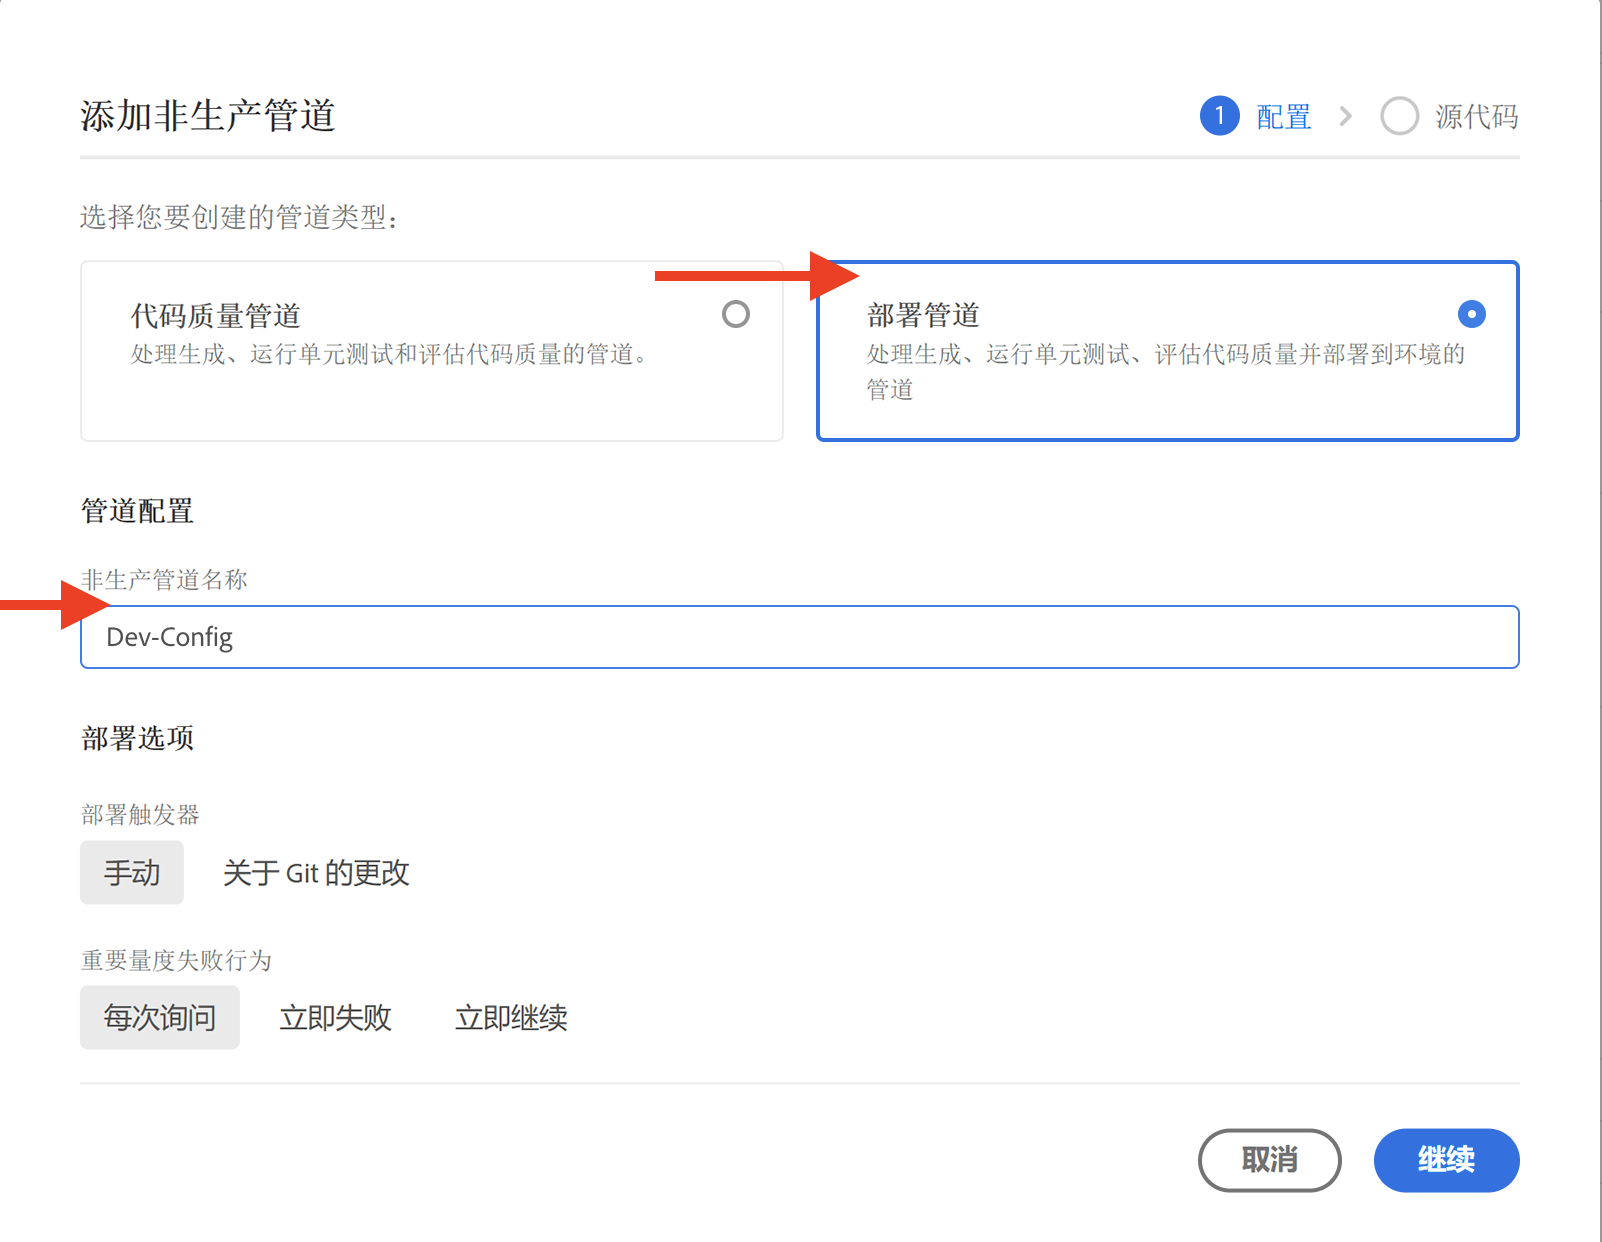 添加非生产管道
1 配置 > 源代码
选择您要创建的管道类型：
代码质量管道
处理生成、运行单元测试和评估代码质量的管道。
部署管道
处理生成、运行单元测试、评估代码质量并部署到环境的
管道
管道配置
非生产管道名称
Dev-Config
部署选项
部署触发器
手动 关于 Git 的更改
重要量度失败行为
每次询问 立即失败 立即继续
取消 继续